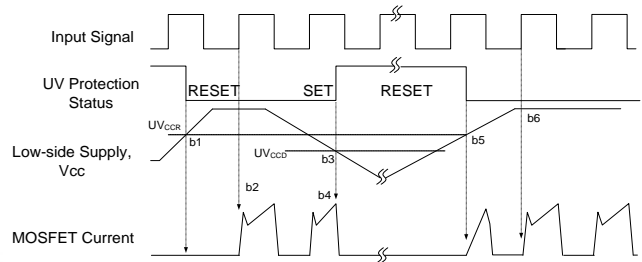 Input Signal
UV Protection
Status
RESET
SET
RESET
UVCCR
b1
b6
b5
Low-side Supply,
Vcc
UVCCD
b3
b2
b4
MOSFET Current